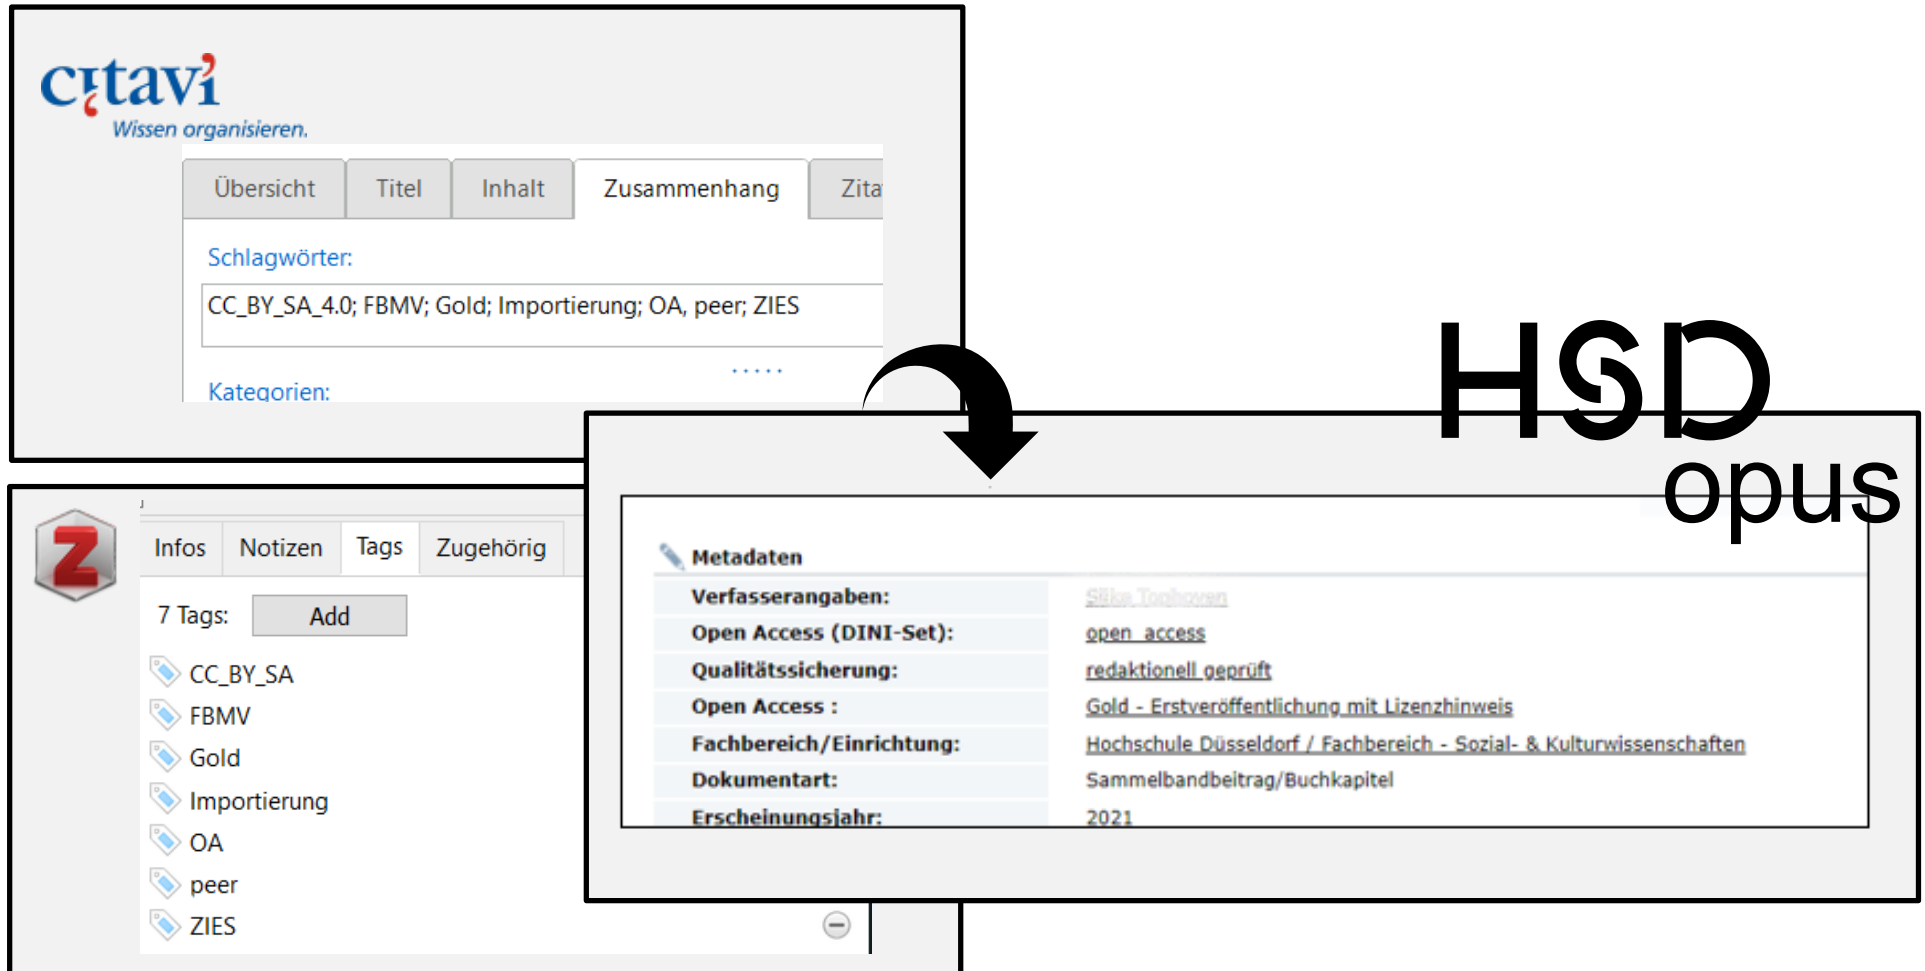 citavi
Wissen organisieren.
Übersicht Titel Inhalt Zusammenhang Zita
Schlagwörter:
CC_BY_SA_4.0; FBMV; Gold; Importierung; OA, peer; ZIES
Kategorien:
HSD
opus
Z
Infos Notizen Tags Zugehörig
7 Tags: Add
CC_BY_SA
FBMV
Gold
Importierung
OA
peer
ZIES
Metadaten
Verfasserangaben: Silke Tophoven
Open Access (DINI-Set): open_access
Qualitätssicherung: redaktionell geprüft
Open Access : Gold - Erstveröffentlichung mit Lizenzhinweis
Fachbereich/Einrichtung: Hochschule Düsseldorf / Fachbereich - Sozial- & Kulturwissenschaften
Dokumentart: Sammelbandbeitrag/Buchkapitel
Erscheinungsjahr: 2021